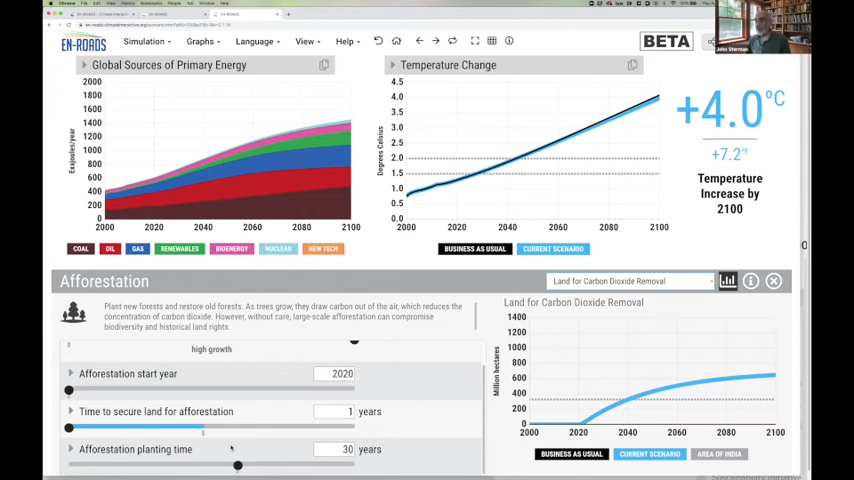 EN-ROADS
EN-ROADS
Simulation
Graphs
Language
View
Help
BETA
John Sterman
Global Sources of Primary Energy
Exajoules/year
2000
1800
1600
1400
1200
1000
800
600
400
200
0
2000 2020 2040 2060 2080 2100
COAL OIL GAS RENEWABLES BIOENERGY NUCLEAR NEW TECH
Temperature Change
Degrees Celsius
4.5
4.0
3.5
3.0
2.5
2.0
1.5
1.0
0.5
0.0
2000 2020 2040 2060 2080 2100
BUSINESS AS USUAL CURRENT SCENARIO
+4.0°C
+7.2°F
Temperature
Increase by
2100
Afforestation
Land for Carbon Dioxide Removal
Plant new forests and restore old forests. As trees grow, they draw carbon out of the air, which reduces the
concentration of carbon dioxide. However, without care, large-scale afforestation can compromise
biodiversity and historical land rights.
high growth
Afforestation start year 2020
Time to secure land for afforestation 1 years
Afforestation planting time 30 years
Land for Carbon Dioxide Removal
Million hectares
1400
1200
1000
800
600
400
200
0
2000 2020 2040 2060 2080 2100
BUSINESS AS USUAL CURRENT SCENARIO AREA OF INDIA